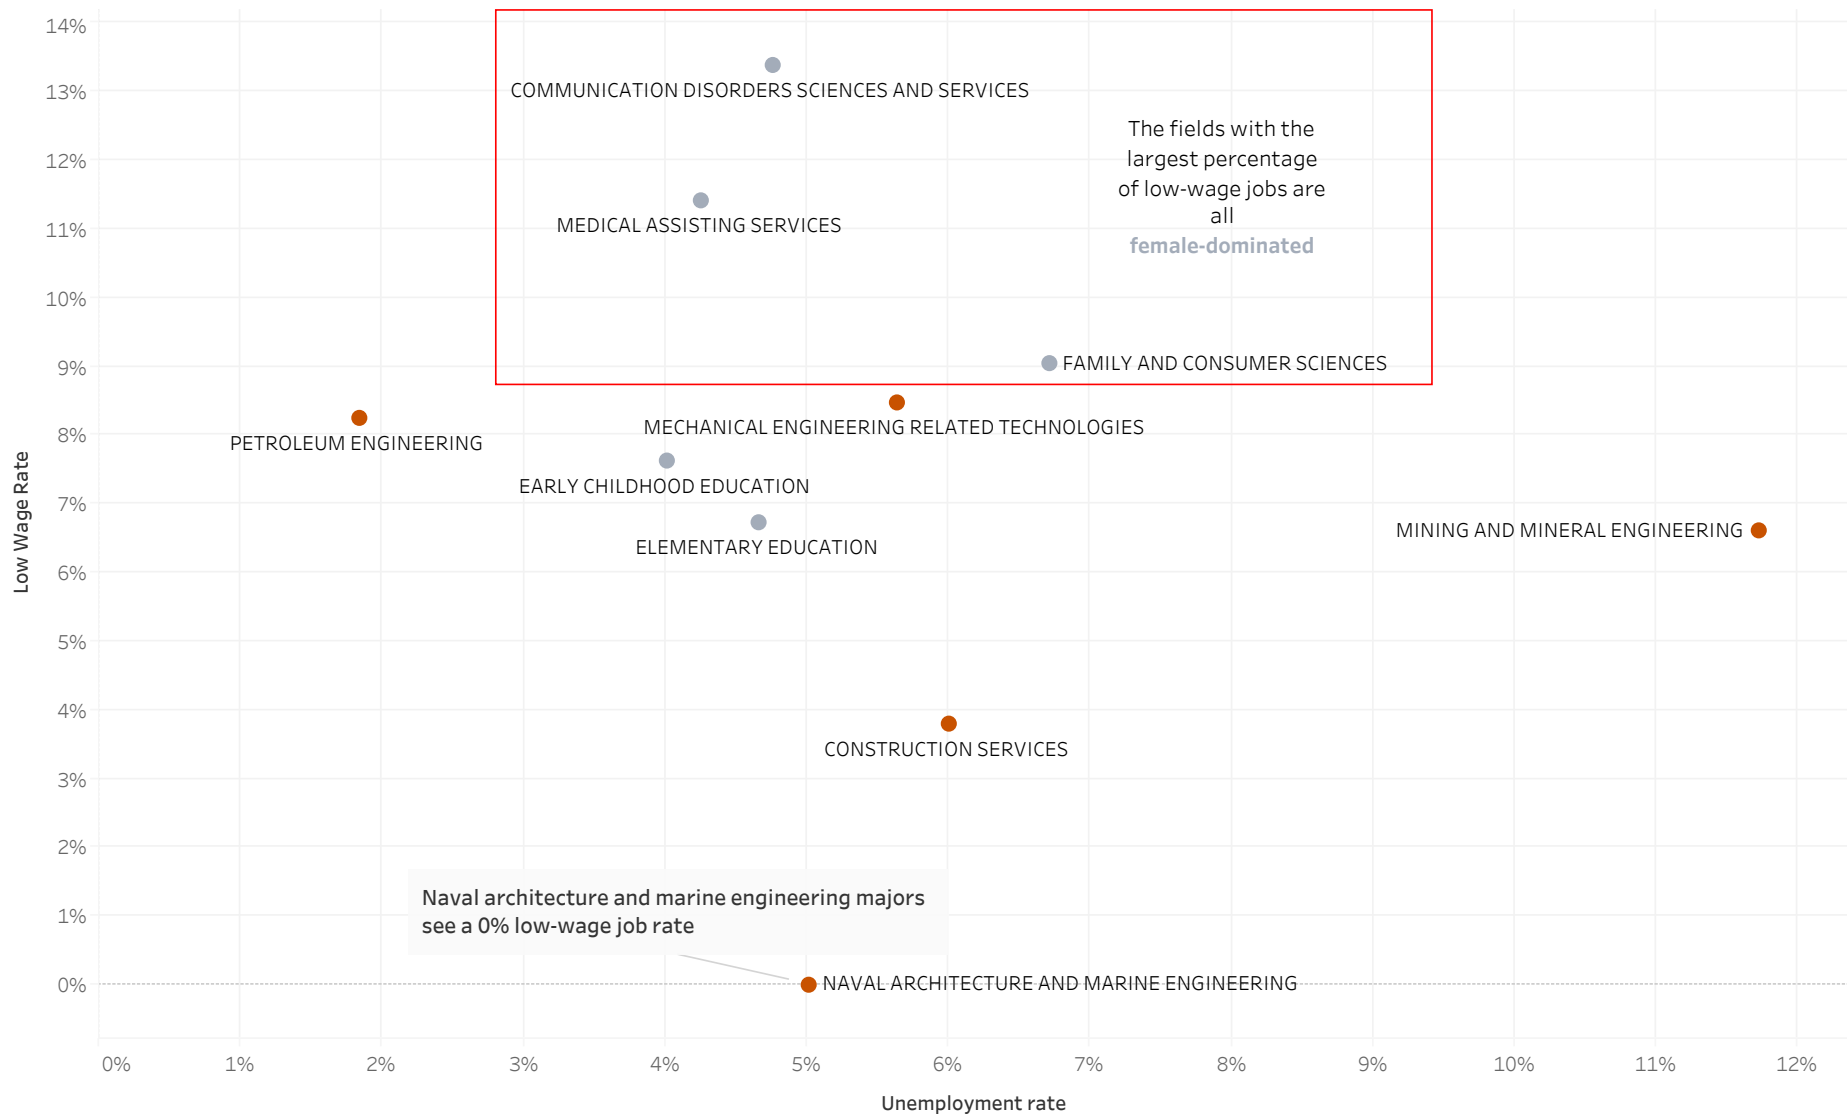 14%
COMMUNICATION DISORDERS SCIENCES AND SERVICES
13%
The fields with the
largest percentage
of low-wage jobs are
all
female-dominated
12%
MEDICAL ASSISTING SERVICES
11%
10%
9%
FAMILY AND CONSUMER SCIENCES
MECHANICAL ENGINEERING RELATED TECHNOLOGIES
8%
PETROLEUM ENGINEERING
EARLY CHILDHOOD EDUCATION
7%
MINING AND MINERAL ENGINEERING
ELEMENTARY EDUCATION
6%
Low Wage Rate
5%
4%
CONSTRUCTION SERVICES
3%
2%
Naval architecture and marine engineering majors
see a 0% low-wage job rate
1%
0%
NAVAL ARCHITECTURE AND MARINE ENGINEERING
0% 1% 2% 3% 4% 5% 6% 7% 8% 9% 10% 11% 12%
Unemployment rate